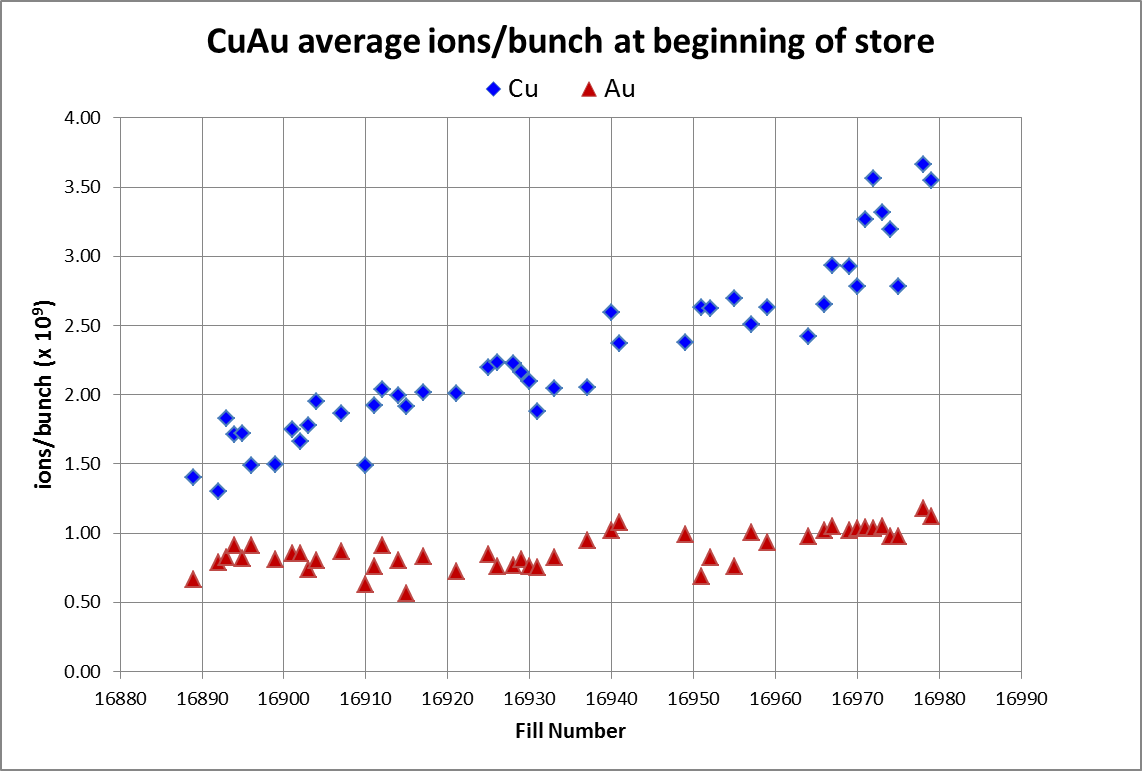 CuAu average ions/bunch at beginning of store
Cu Au
4.00
3.50
3.00
2.50
2.00
1.50
1.00
0.50
0.00
ions/bunch (x 10⁹)
16880 16890 16900 16910 16920 16930 16940 16950 16960 16970 16980 16990
Fill Number